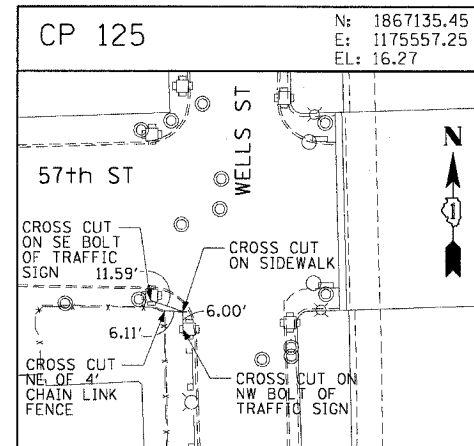 CP 125
N: 1867135.45
E: 1175557.25
EL: 16.27
WELLS ST
N
57th ST
CROSS CUT
ON SE BOLT
OF TRAFFIC
SIGN
11.59'
CROSS CUT
ON SIDEWALK
6.00'
6.11'
CROSS CUT
NE OF 4'
CHAIN LINK
FENCE
CROSS CUT ON
NW BOLT OF
TRAFFIC SIGN